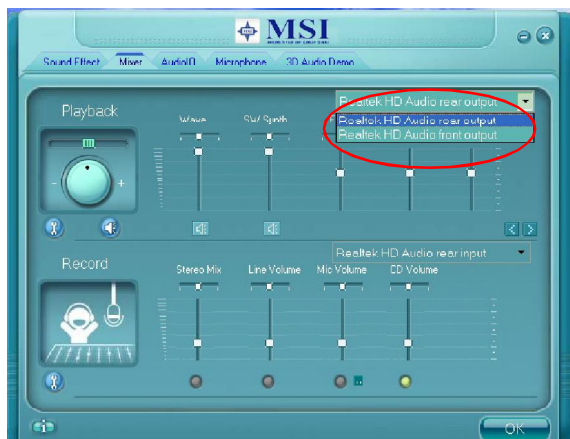 MSI
Sound Effect Mixer AudioIO Microphone 3D Audio Demo
Playback
Realtek HD Audio rear output
Wave SW Synth
Realtek HD Audio rear output
Realtek HD Audio front output
- +
Record
Realtek HD Audio rear input
Stereo Mix Line Volume Mic Volume CD Volume
OK